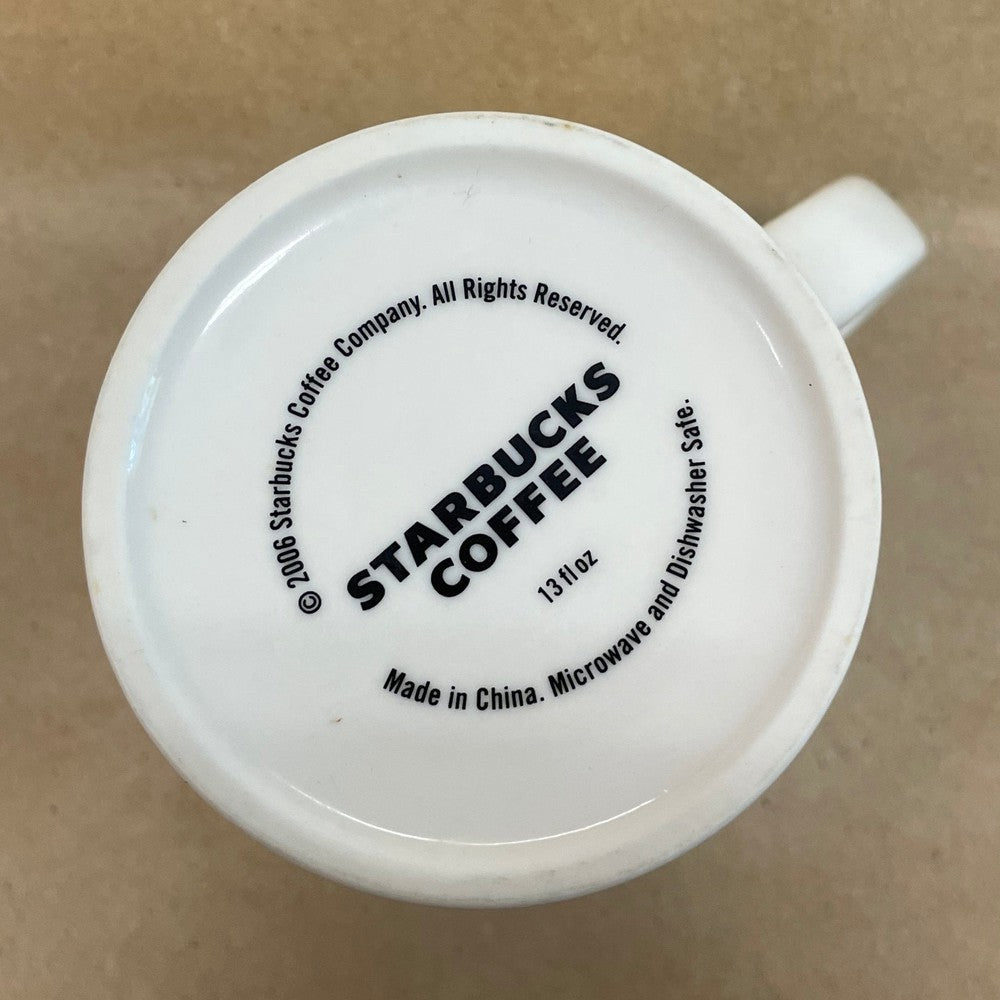 © 2006 Starbucks Coffee Company. All Rights Reserved.
STARBUCKS
COFFEE
13 fl oz
Made in China. Microwave and Dishwasher Safe.